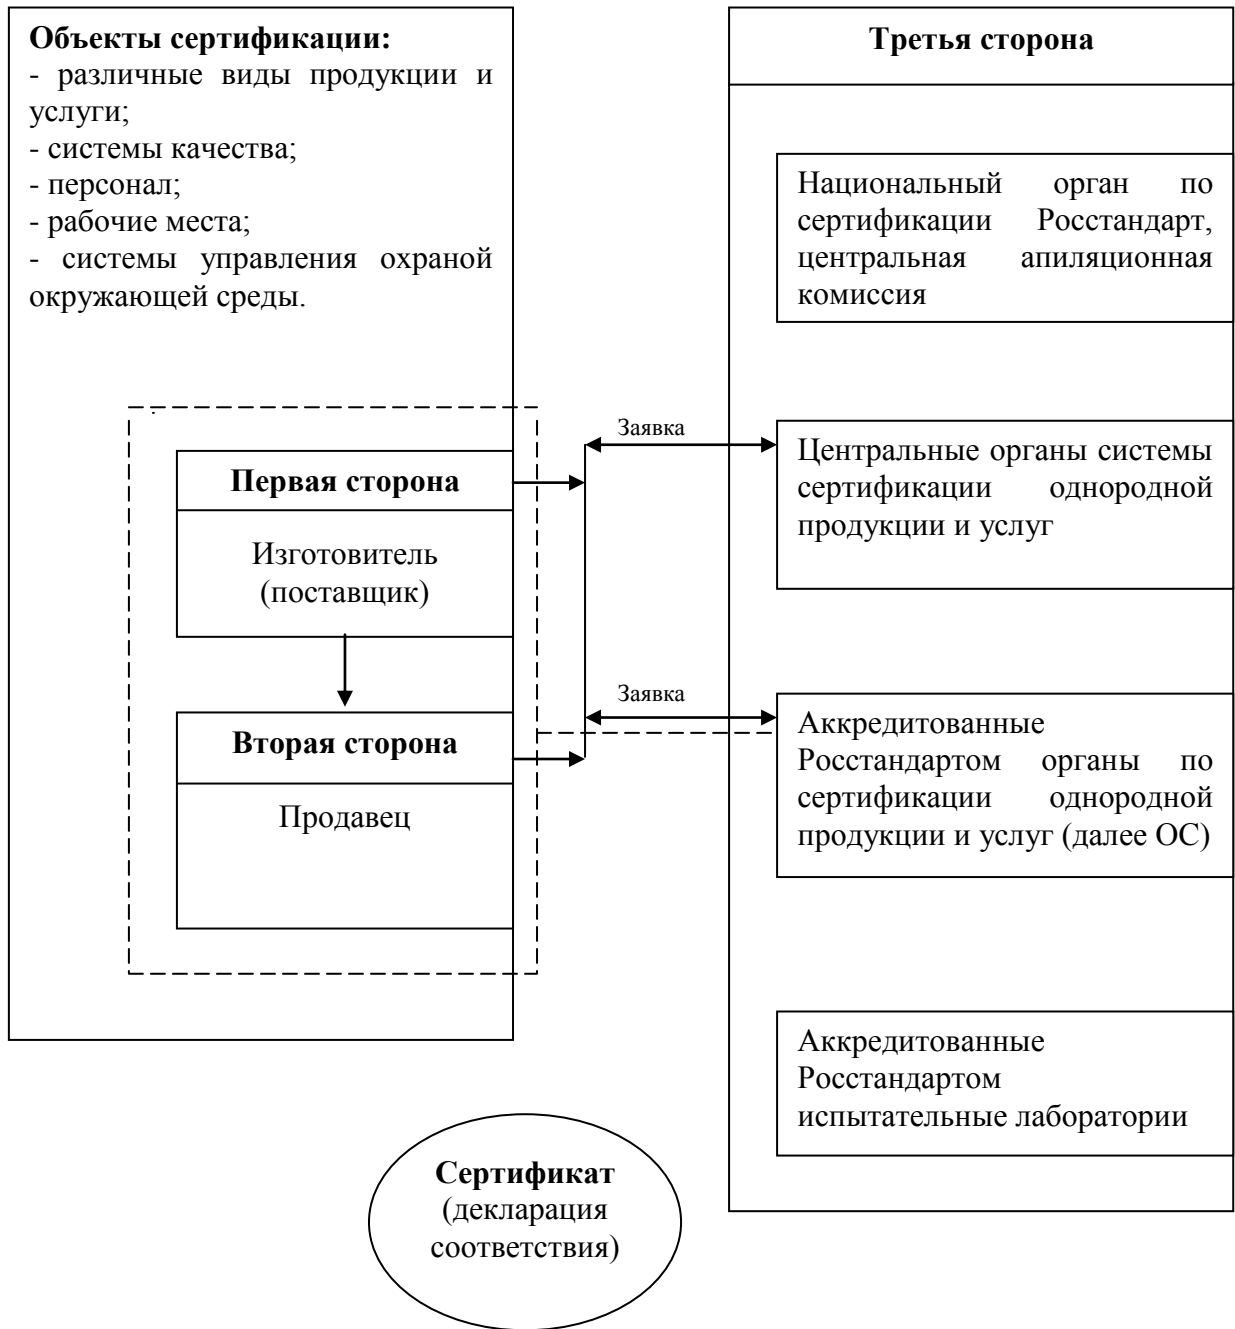 Объекты сертификации:
- различные виды продукции и
услуги;
- системы качества;
- персонал;
- рабочие места;
- системы управления охраной
окружающей среды.
Первая сторона
Изготовитель
(поставщик)
Вторая сторона
Продавец
Заявка
Заявка
Третья сторона
Национальный орган по
сертификации Росстандарт,
центральная апиляционная
комиссия
Центральные органы системы
сертификации однородной
продукции и услуг
Аккредитованные
Росстандартом органы по
сертификации однородной
продукции и услуг (далее ОС)
Аккредитованные
Росстандартом
испытательные лаборатории
Сертификат
(декларация
соответствия)